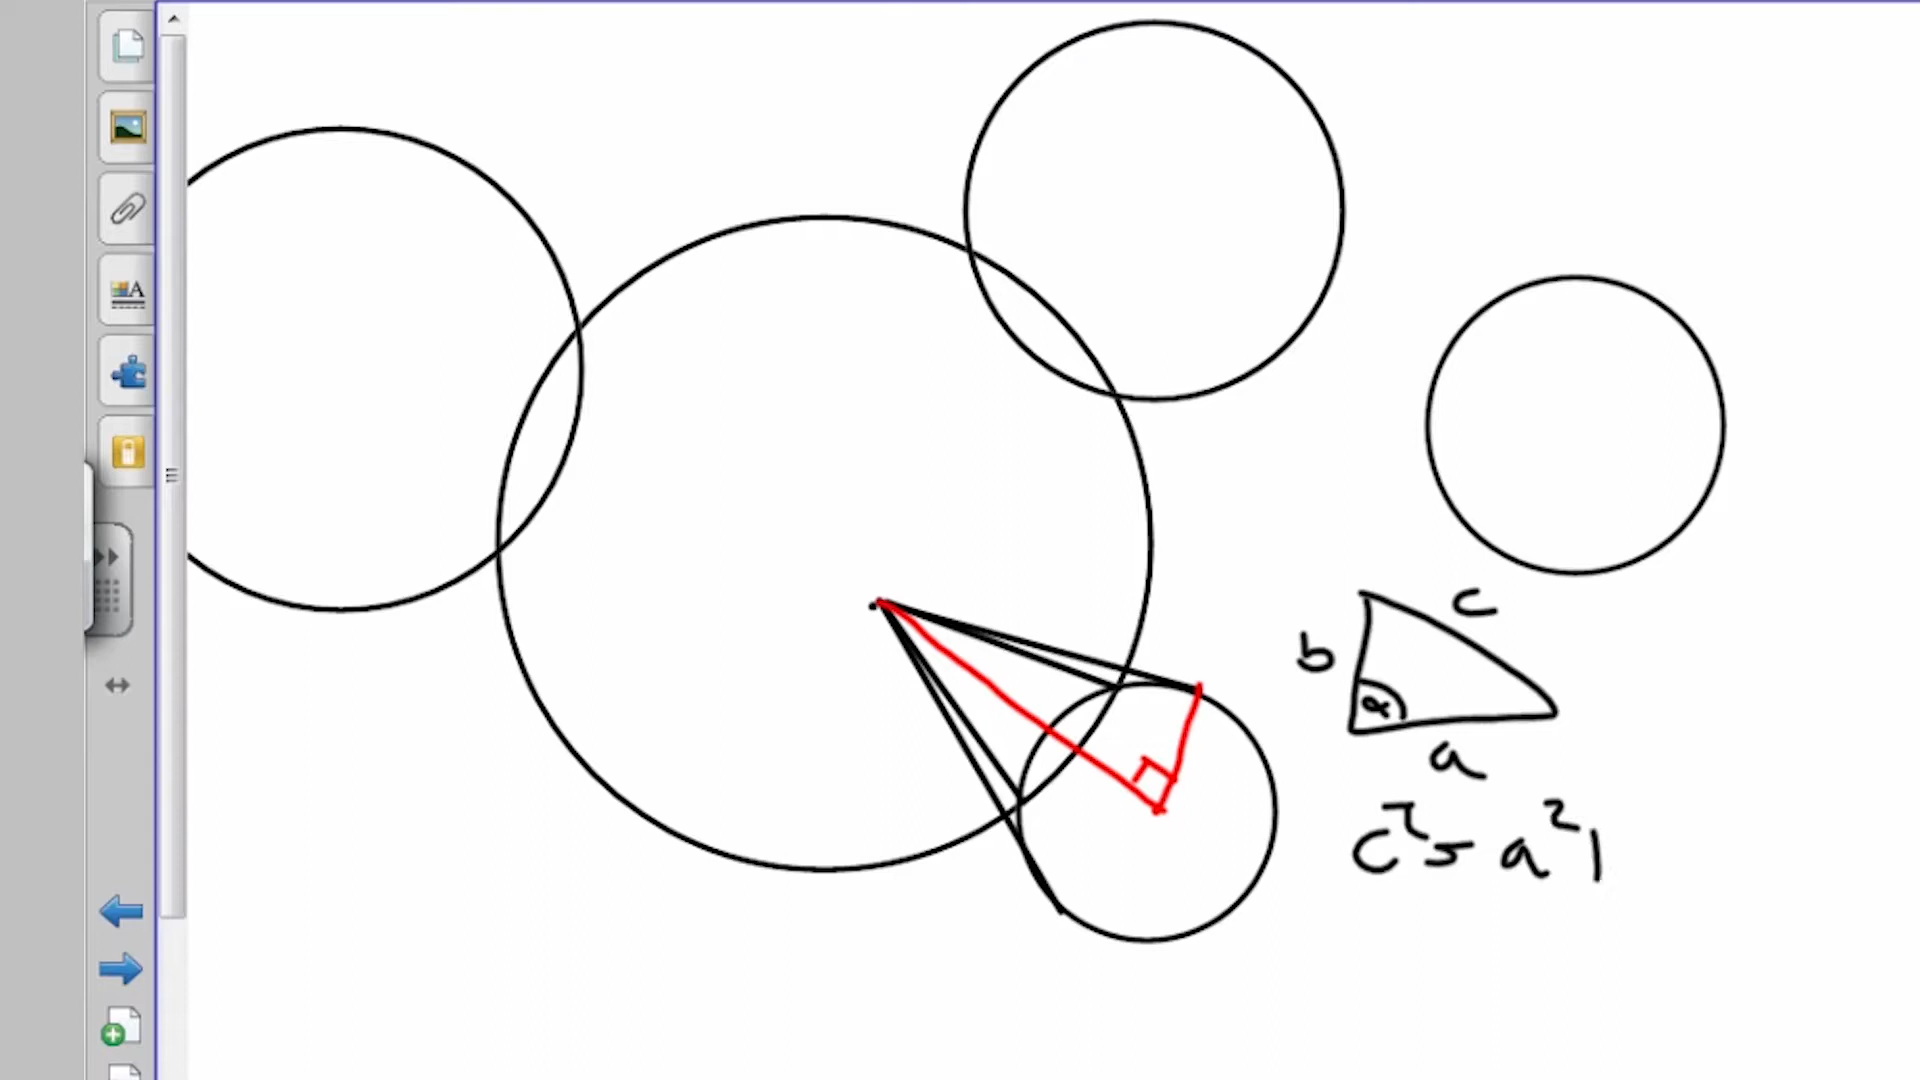 c
b
α
a
c² = a² |